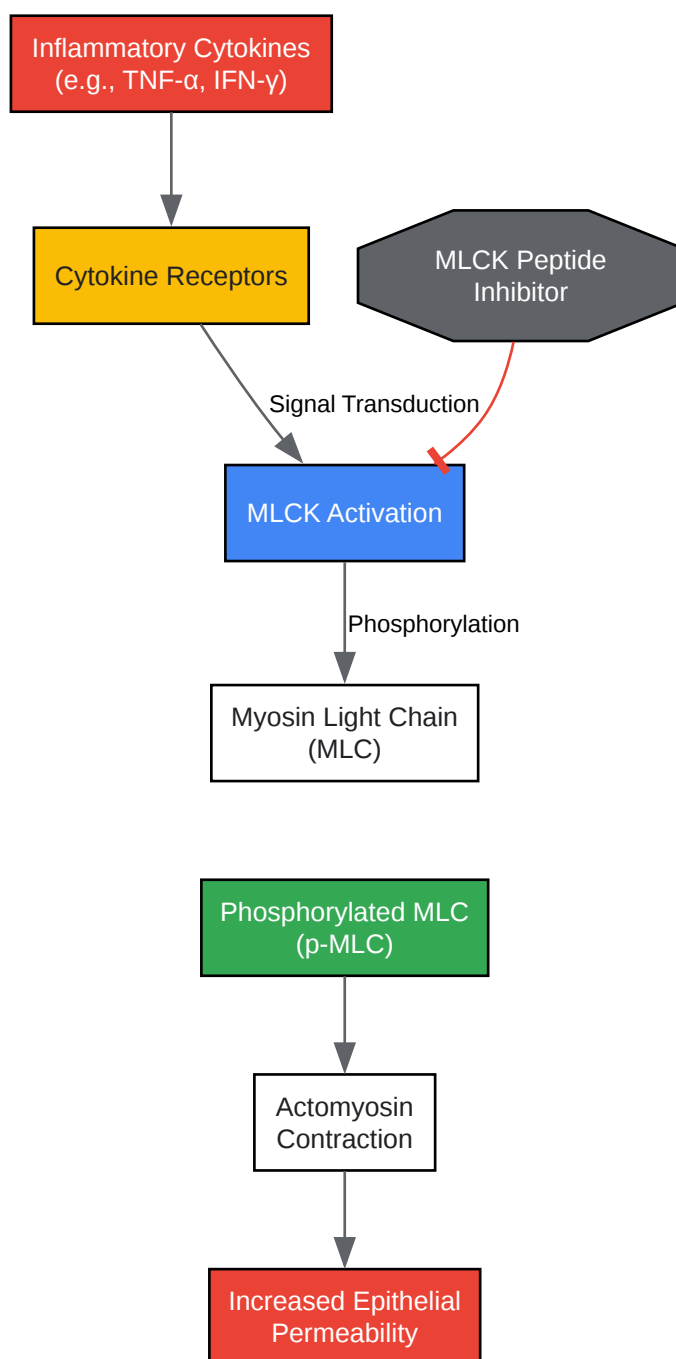 Inflammatory Cytokines
(e.g., TNF-α, IFN-γ)
Cytokine Receptors
MLCK Peptide
Inhibitor
Signal Transduction
MLCK Activation
Phosphorylation
Myosin Light Chain
(MLC)
Phosphorylated MLC
(p-MLC)
Actomyosin
Contraction
Increased Epithelial
Permeability